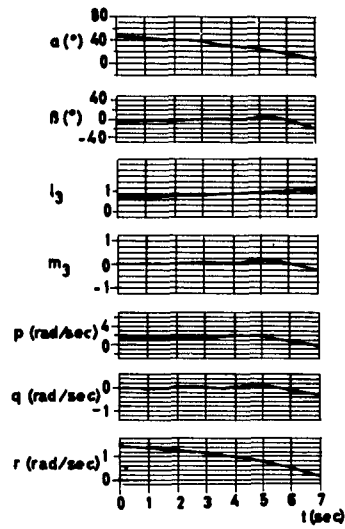 80
α (°) 40
0
40
β (°) 0
-40
l3 1
0
1
m3 0
-1
p (rad/sec) 4
0
q (rad/sec) 0
-1
r (rad/sec) 1
0
0 1 2 3 4 5 6 7
t (sec)